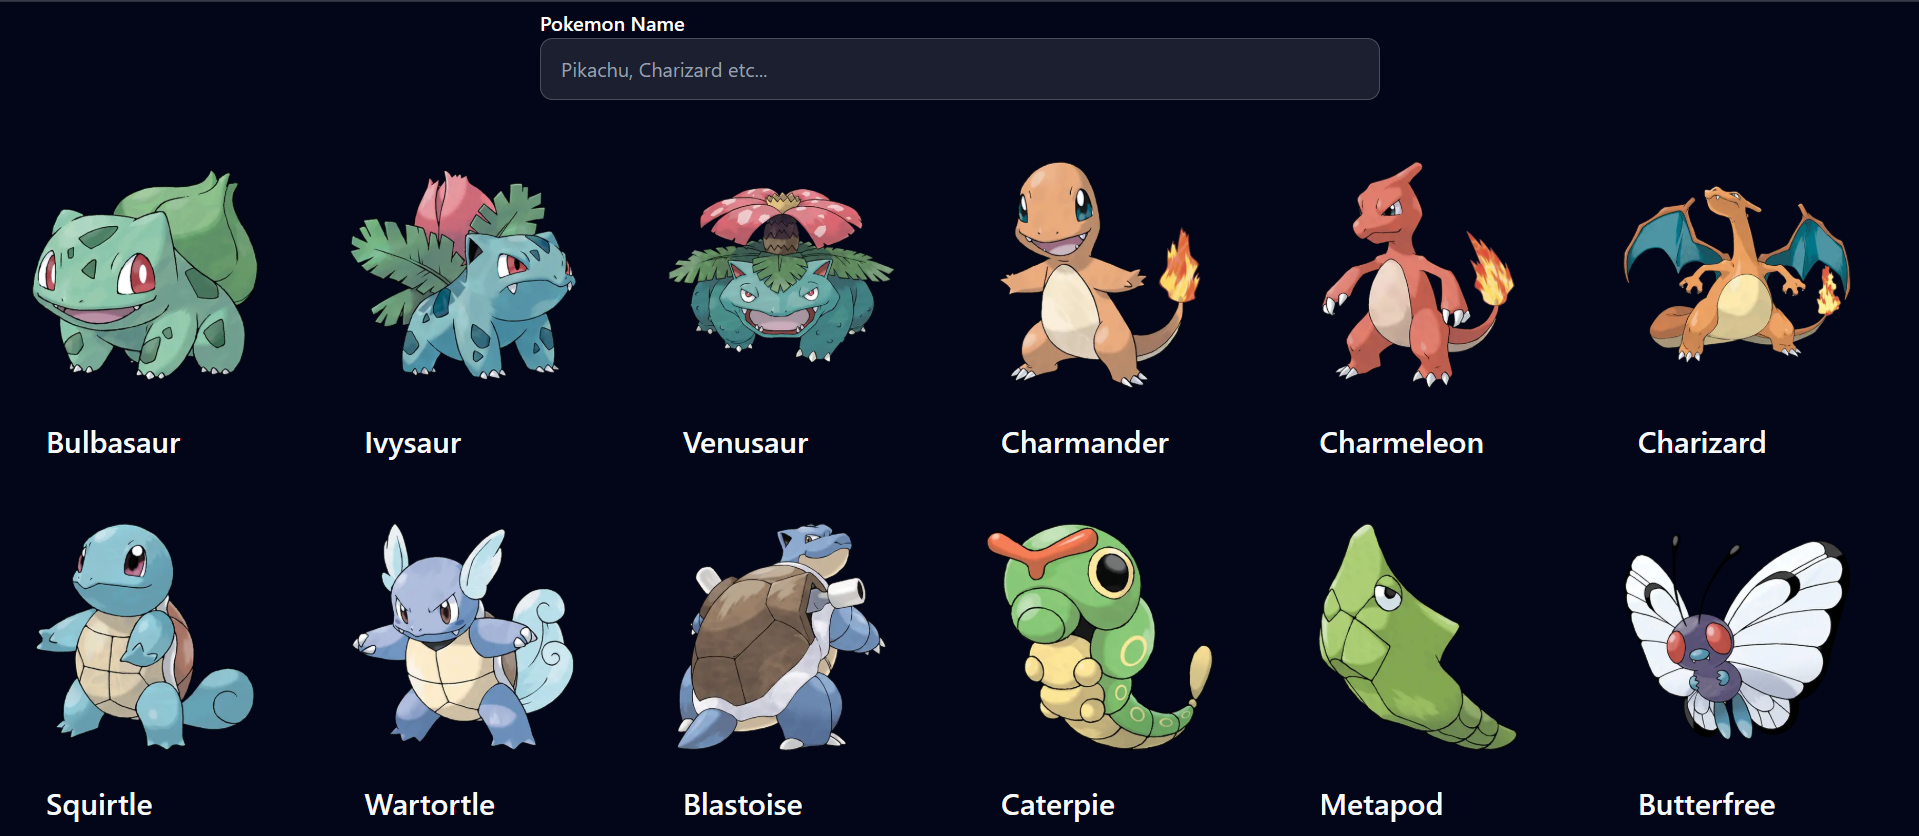 Pokemon Name
Pikachu, Charizard etc...
Bulbasaur
Ivysaur
Venusaur
Charmander
Charmeleon
Charizard
Squirtle
Wartortle
Blastoise
Caterpie
Metapod
Butterfree